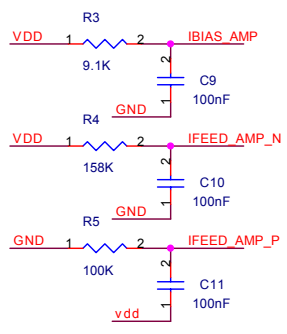 R3
VDD 1 2 IBIAS_AMP
9.1K
2
C9
1
100nF
GND
R4
VDD 1 2 IFEED_AMP_N
158K
2
C10
1
100nF
GND
R5
GND 1 2 IFEED_AMP_P
100K
2
C11
1
100nF
vdd